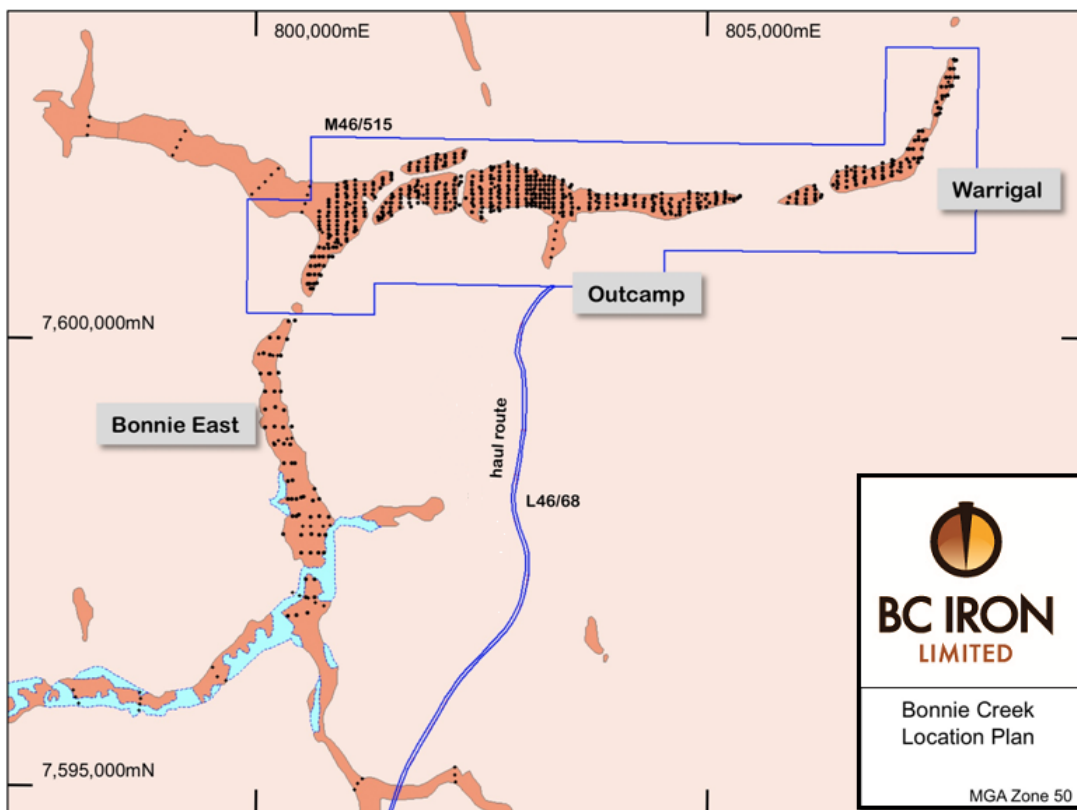 800,000mE
805,000mE
M46/515
Warrigal
Outcamp
7,600,000mN
Bonnie East
haul route
L46/68
BC IRON
LIMITED
Bonnie Creek
Location Plan
7,595,000mN
MGA Zone 50